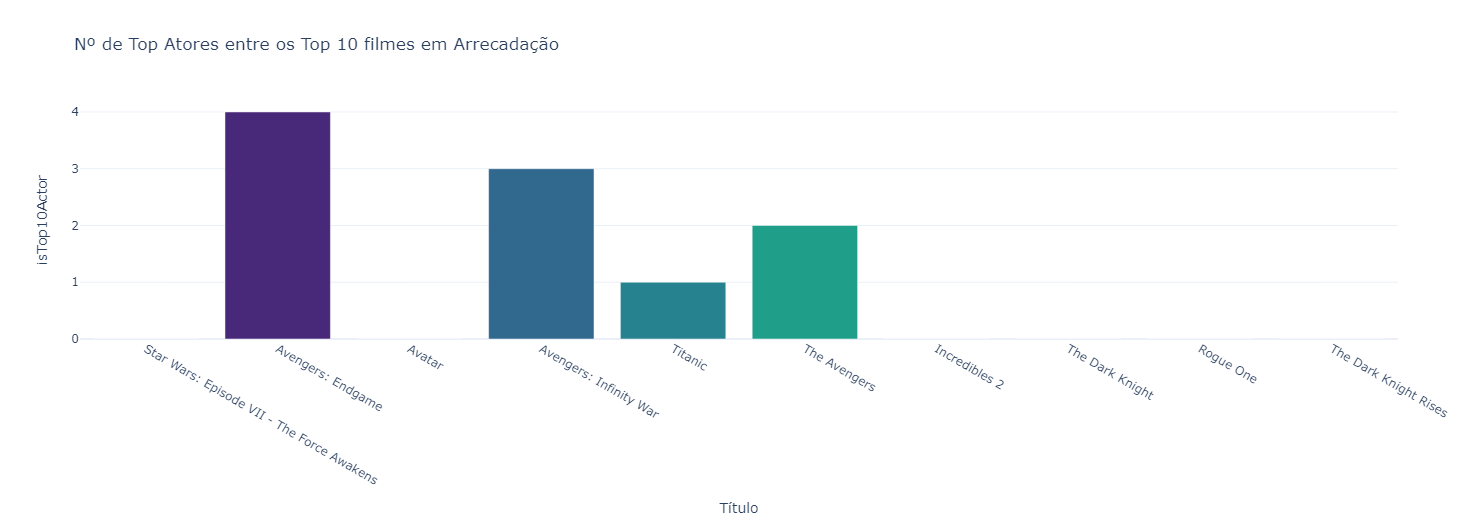 Nº de Top Atores entre os Top 10 filmes em Arrecadação
isTop10Actor
4
3
2
1
0
Star Wars: Episode VII - The Force Awakens
Avengers: Endgame
Avatar
Avengers: Infinity War
Titanic
The Avengers
Incredibles 2
The Dark Knight
Rogue One
The Dark Knight Rises
Título